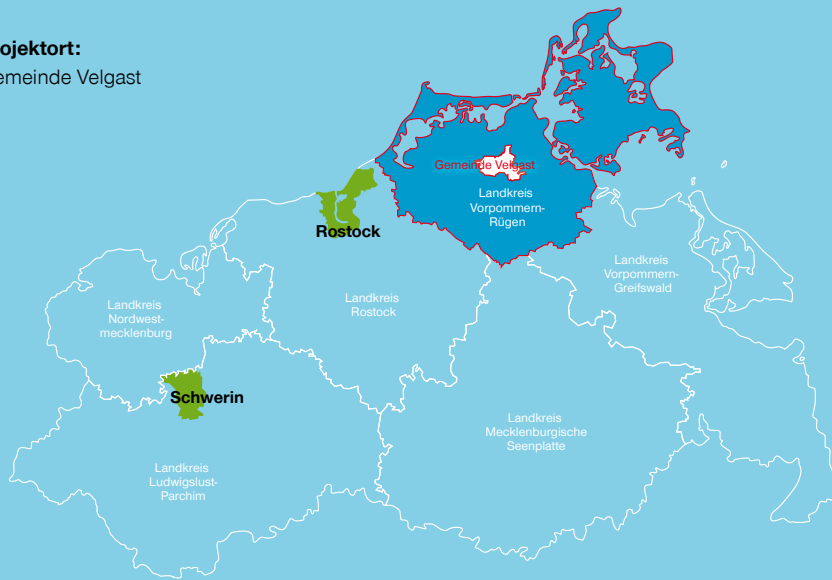 ojektort:
emeinde Velgast
Gemeinde Velgast
Landkreis
Vorpommern-
Rügen
Rostock
Landkreis
Vorpommern-
Greifswald
Landkreis
Nordwest-
mecklenburg
Landkreis
Rostock
Schwerin
Landkreis
Mecklenburgische
Seenplatte
Landkreis
Ludwigslust-
Parchim